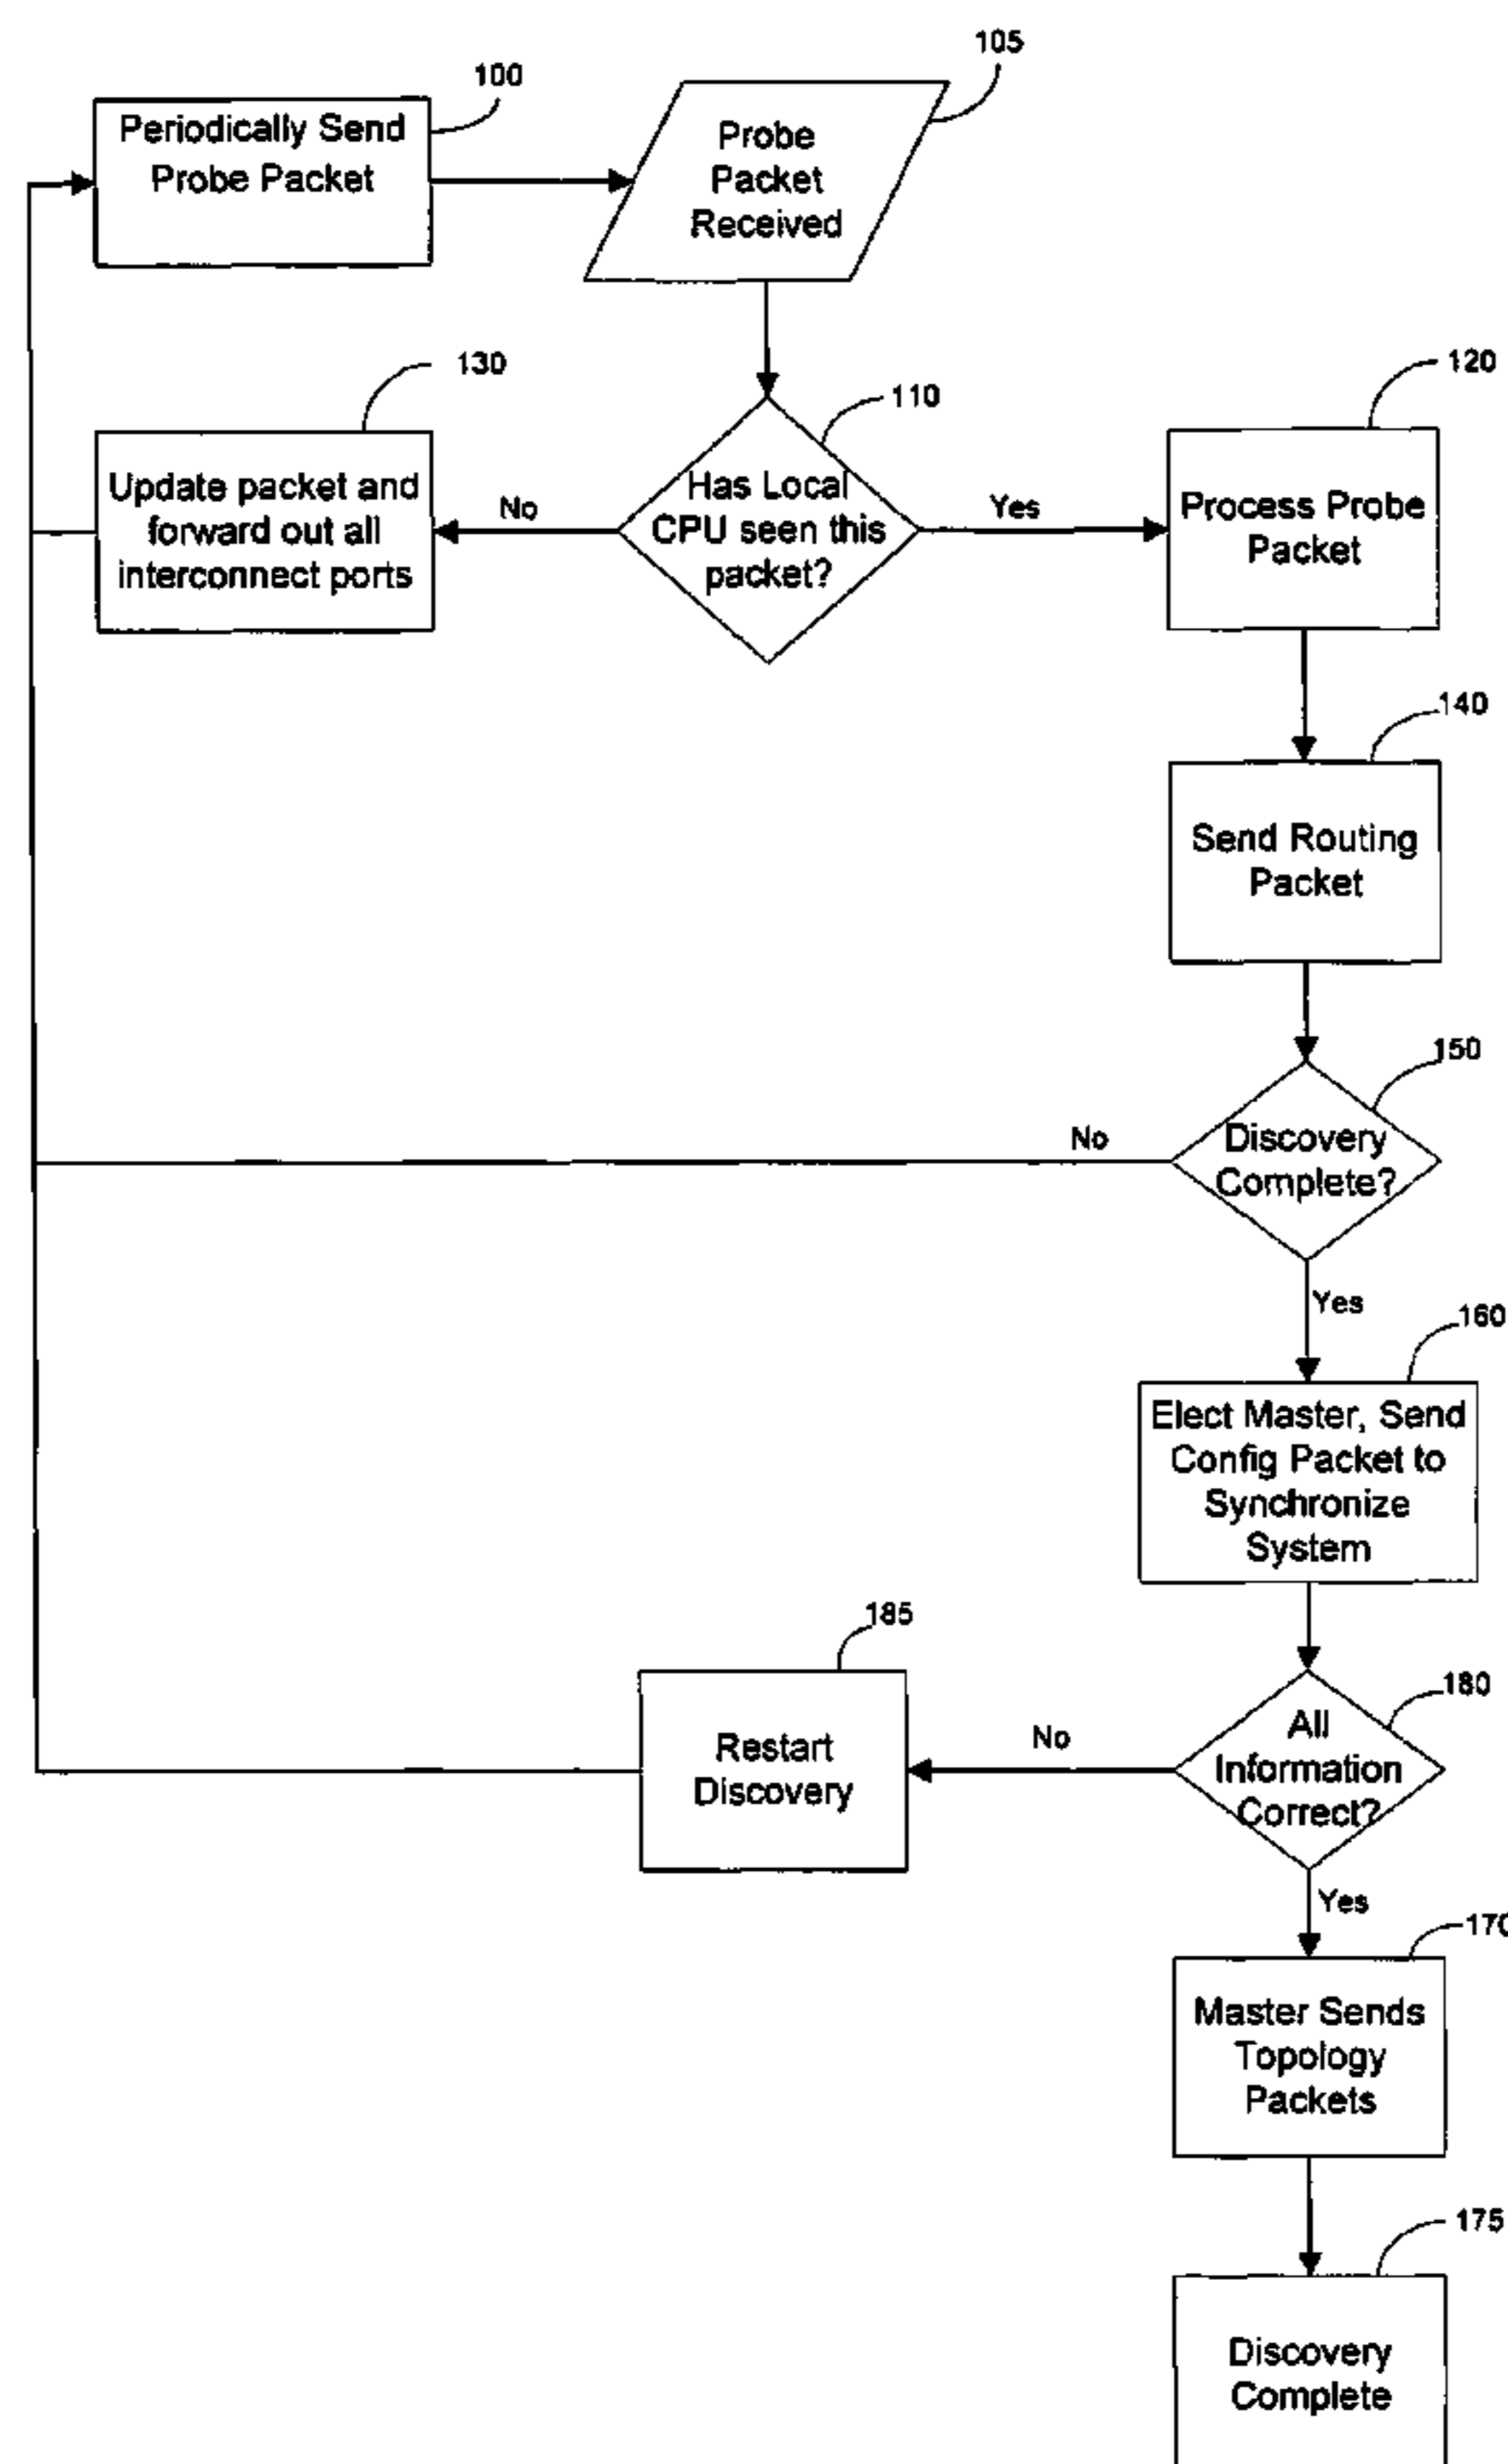 100
Periodically Send
Probe Packet
105
Probe
Packet
Received
130
Update packet and
forward out all
interconnect ports
No
110
Has Local
CPU seen this
packet?
Yes
120
Process Probe
Packet
140
Send Routing
Packet
150
Discovery
Complete?
No
Yes
160
Elect Master, Send
Config Packet to
Synchronize
System
185
Restart
Discovery
No
180
All
Information
Correct?
Yes
170
Master Sends
Topology
Packets
175
Discovery
Complete